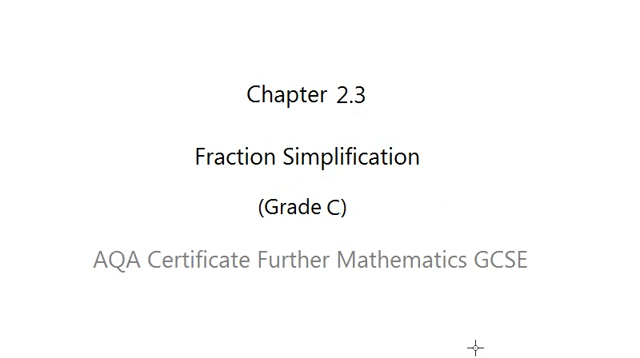 Chapter 2.3
Fraction Simplification
(Grade C)
AQA Certificate Further Mathematics GCSE